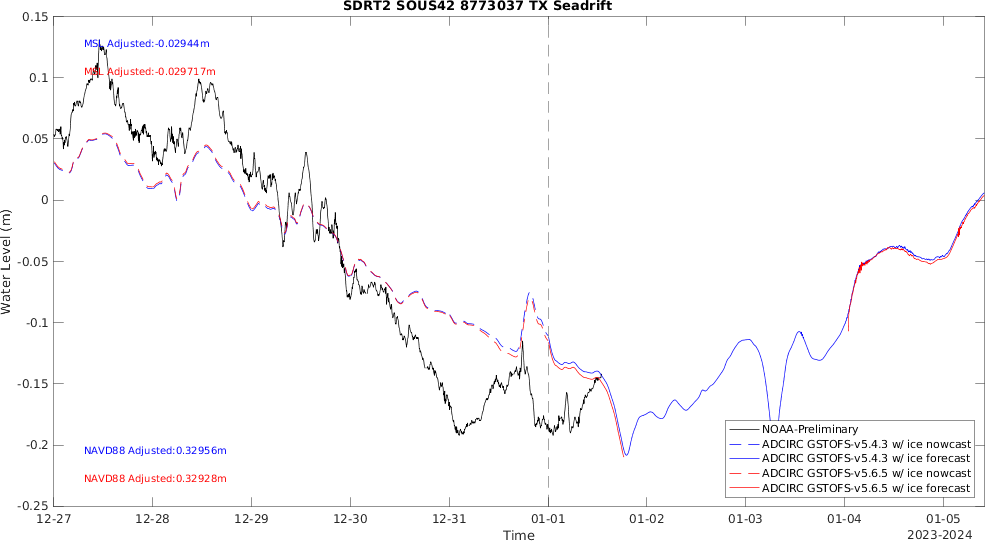 SDRT2 SOUS42 8773037 TX Seadrift
0.15
0.1
0.05
0
-0.05
-0.1
-0.15
-0.2
-0.25
Water Level (m)
MSL Adjusted:-0.02944m
MSL Adjusted:-0.029717m
NAVD88 Adjusted:0.32956m
NAVD88 Adjusted:0.32928m
NOAA-Preliminary
ADCIRC GSTOFS-v5.4.3 w/ ice nowcast
ADCIRC GSTOFS-v5.4.3 w/ ice forecast
ADCIRC GSTOFS-v5.6.5 w/ ice nowcast
ADCIRC GSTOFS-v5.6.5 w/ ice forecast
12-27 12-28 12-29 12-30 12-31 01-01 01-02 01-03 01-04 01-05
Time
2023-2024